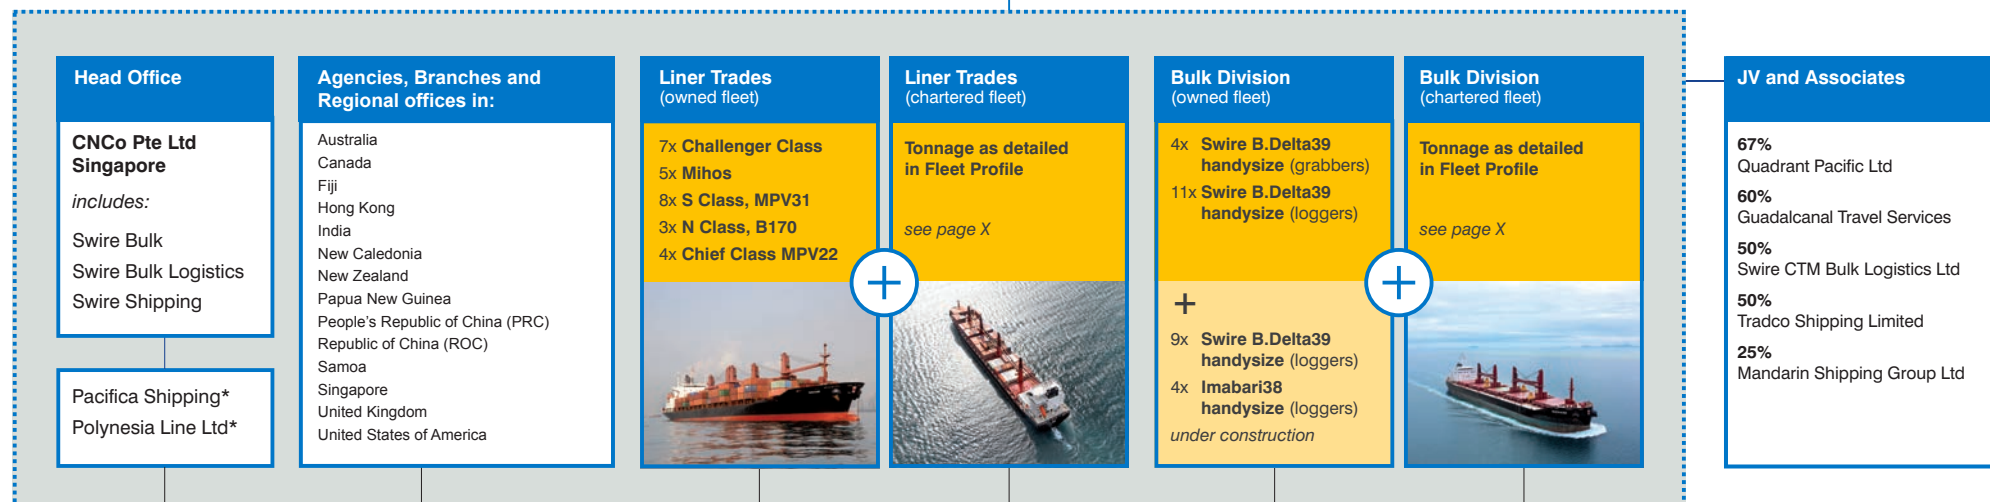 Head Office
CNCo Pte Ltd
Singapore
includes:
Swire Bulk
Swire Bulk Logistics
Swire Shipping
Pacifica Shipping*
Polynesia Line Ltd*
Agencies, Branches and
Regional offices in:
Australia
Canada
Fiji
Hong Kong
India
New Caledonia
New Zealand
Papua New Guinea
People's Republic of China (PRC)
Republic of China (ROC)
Samoa
Singapore
United Kingdom
United States of America
Liner Trades
(owned fleet)
7x Challenger Class
5x Mihos
8x S Class, MPV31
3x N Class, B170
4x Chief Class MPV22
+
Liner Trades
(chartered fleet)
Tonnage as detailed
in Fleet Profile
see page X
Bulk Division
(owned fleet)
4x Swire B.Delta39
handysize (grabbers)
11x Swire B.Delta39
handysize (loggers)
+
9x Swire B.Delta39
handysize (loggers)
4x Imabari38
handysize (loggers)
under construction
+
Bulk Division
(chartered fleet)
Tonnage as detailed
in Fleet Profile
see page X
JV and Associates
67%
Quadrant Pacific Ltd
60%
Guadalcanal Travel Services
50%
Swire CTM Bulk Logistics Ltd
50%
Tradco Shipping Limited
25%
Mandarin Shipping Group Ltd